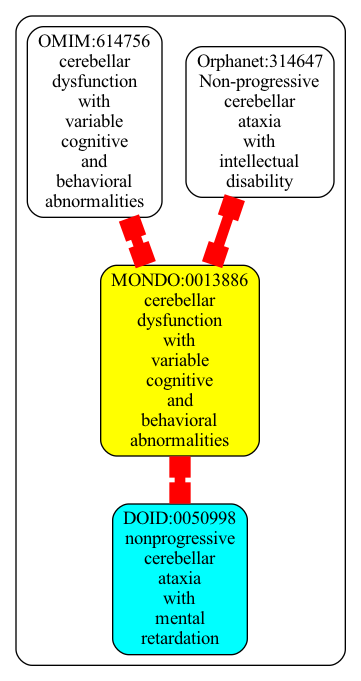 OMIM:614756
cerebellar
dysfunction
with
variable
cognitive
and
behavioral
abnormalities
Orphanet:314647
Non-progressive
cerebellar
ataxia
with
intellectual
disability
MONDO:0013886
cerebellar
dysfunction
with
variable
cognitive
and
behavioral
abnormalities
DOID:0050998
nonprogressive
cerebellar
ataxia
with
mental
retardation